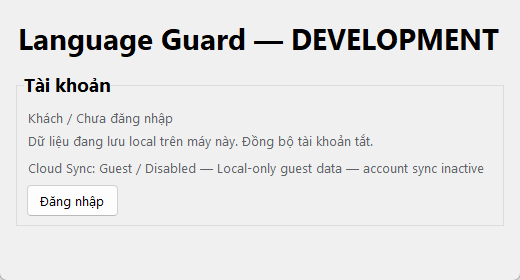 Language Guard — DEVELOPMENT
Tài khoản
Khách / Chưa đăng nhập
Dữ liệu đang lưu local trên máy này. Đồng bộ tài khoản tắt.
Cloud Sync: Guest / Disabled — Local-only guest data — account sync inactive
Đăng nhập